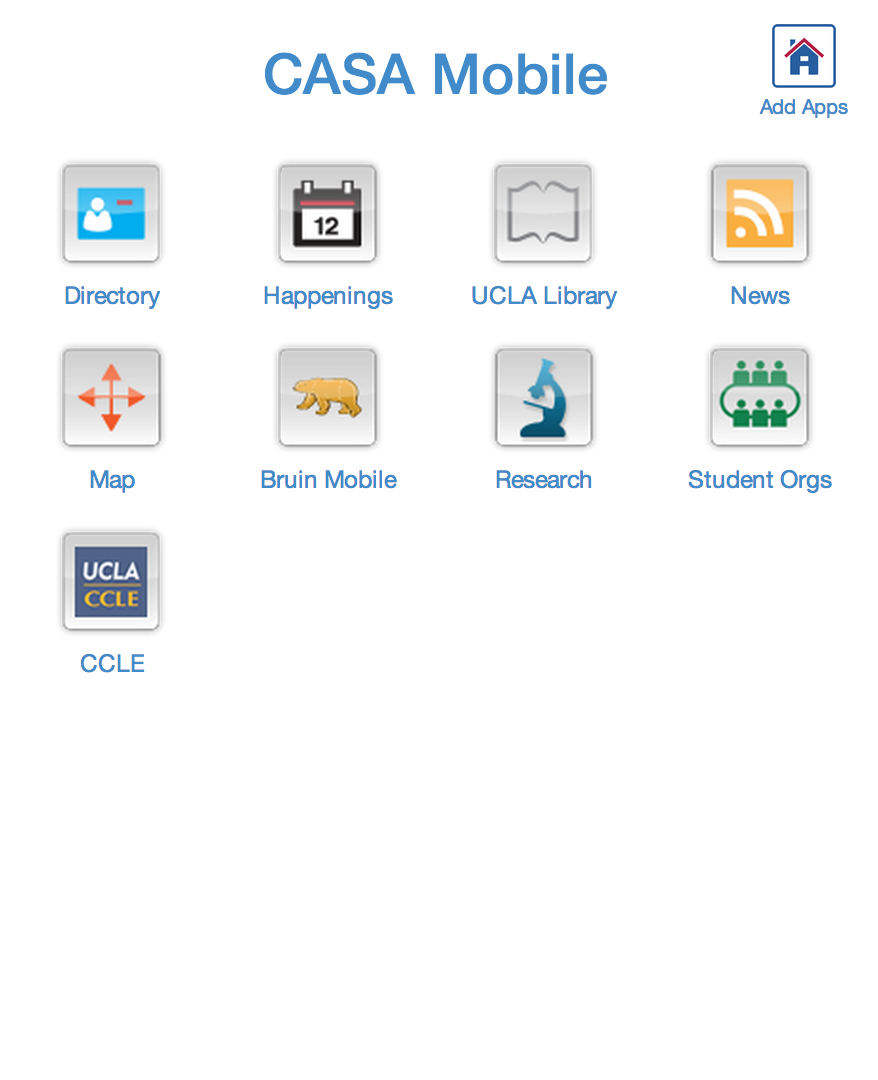 CASA Mobile
Add Apps
12
Directory
Happenings
UCLA Library
News
Map
Bruin Mobile
Research
Student Orgs
UCLA
CCLE
CCLE